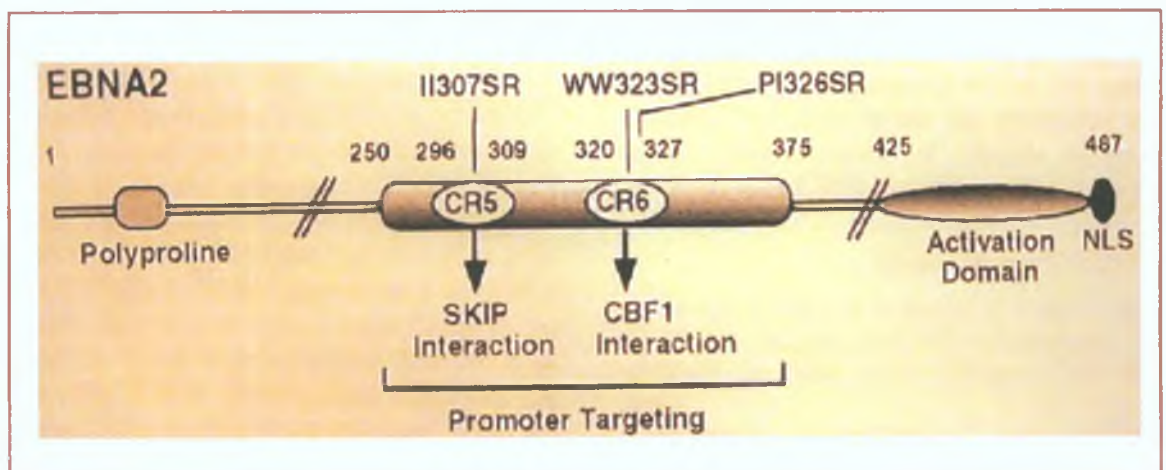 EBNA2
II307SR WW323SR PI326SR
1 250 296 309 320 327 375 425 487
CR5 CR6
Polyproline
Activation
Domain
NLS
SKIP
Interaction
CBF1
Interaction
Promoter Targeting